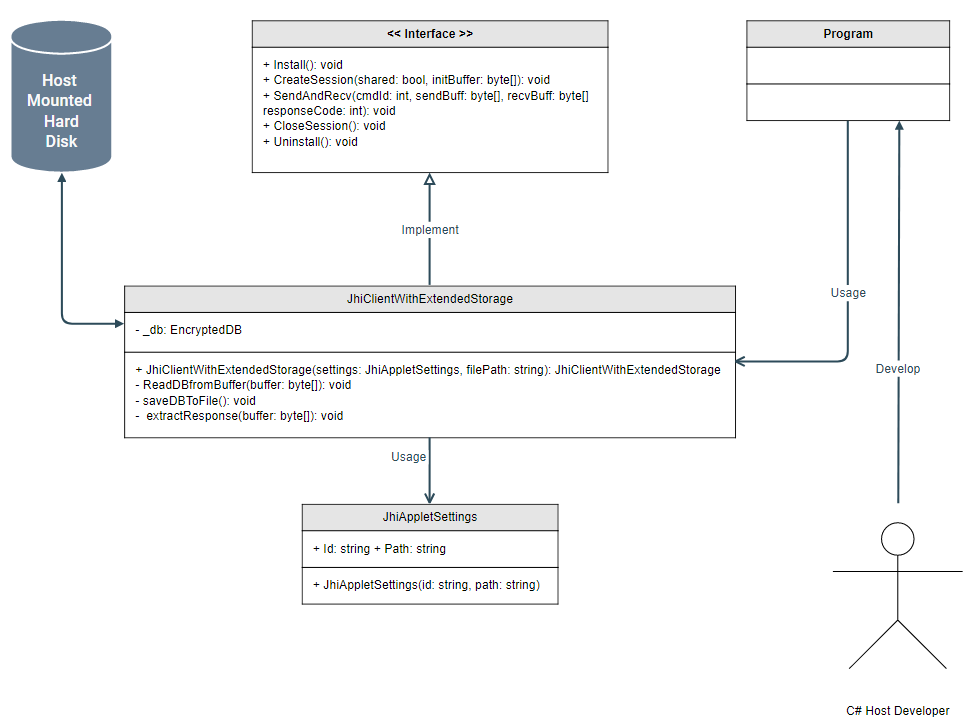 Host
Mounted
Hard
Disk
<< Interface >>
+ Install(): void
+ CreateSession(shared: bool, initBuffer: byte[]): void
+ SendAndRecv(cmdId: int, sendBuff: byte[], recvBuff: byte[]
responseCode: int): void
+ CloseSession(): void
+ Uninstall(): void
Program
Implement
Usage
JhiClientWithExtendedStorage
- _db: EncryptedDB
+ JhiClientWithExtendedStorage(settings: JhiAppletSettings, filePath: string): JhiClientWithExtendedStorage
- ReadDBfromBuffer(buffer: byte[]): void
- saveDBToFile(): void
- extractResponse(buffer: byte[]): void
Develop
Usage
JhiAppletSettings
+ Id: string + Path: string
+ JhiAppletSettings(id: string, path: string)
C# Host Developer